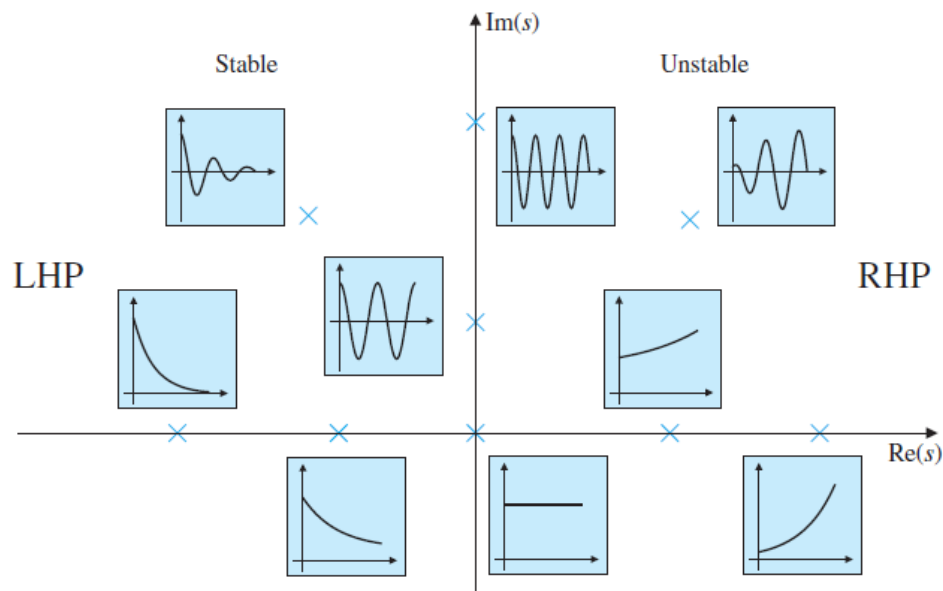 Im(s)
Stable
Unstable
LHP
RHP
Re(s)